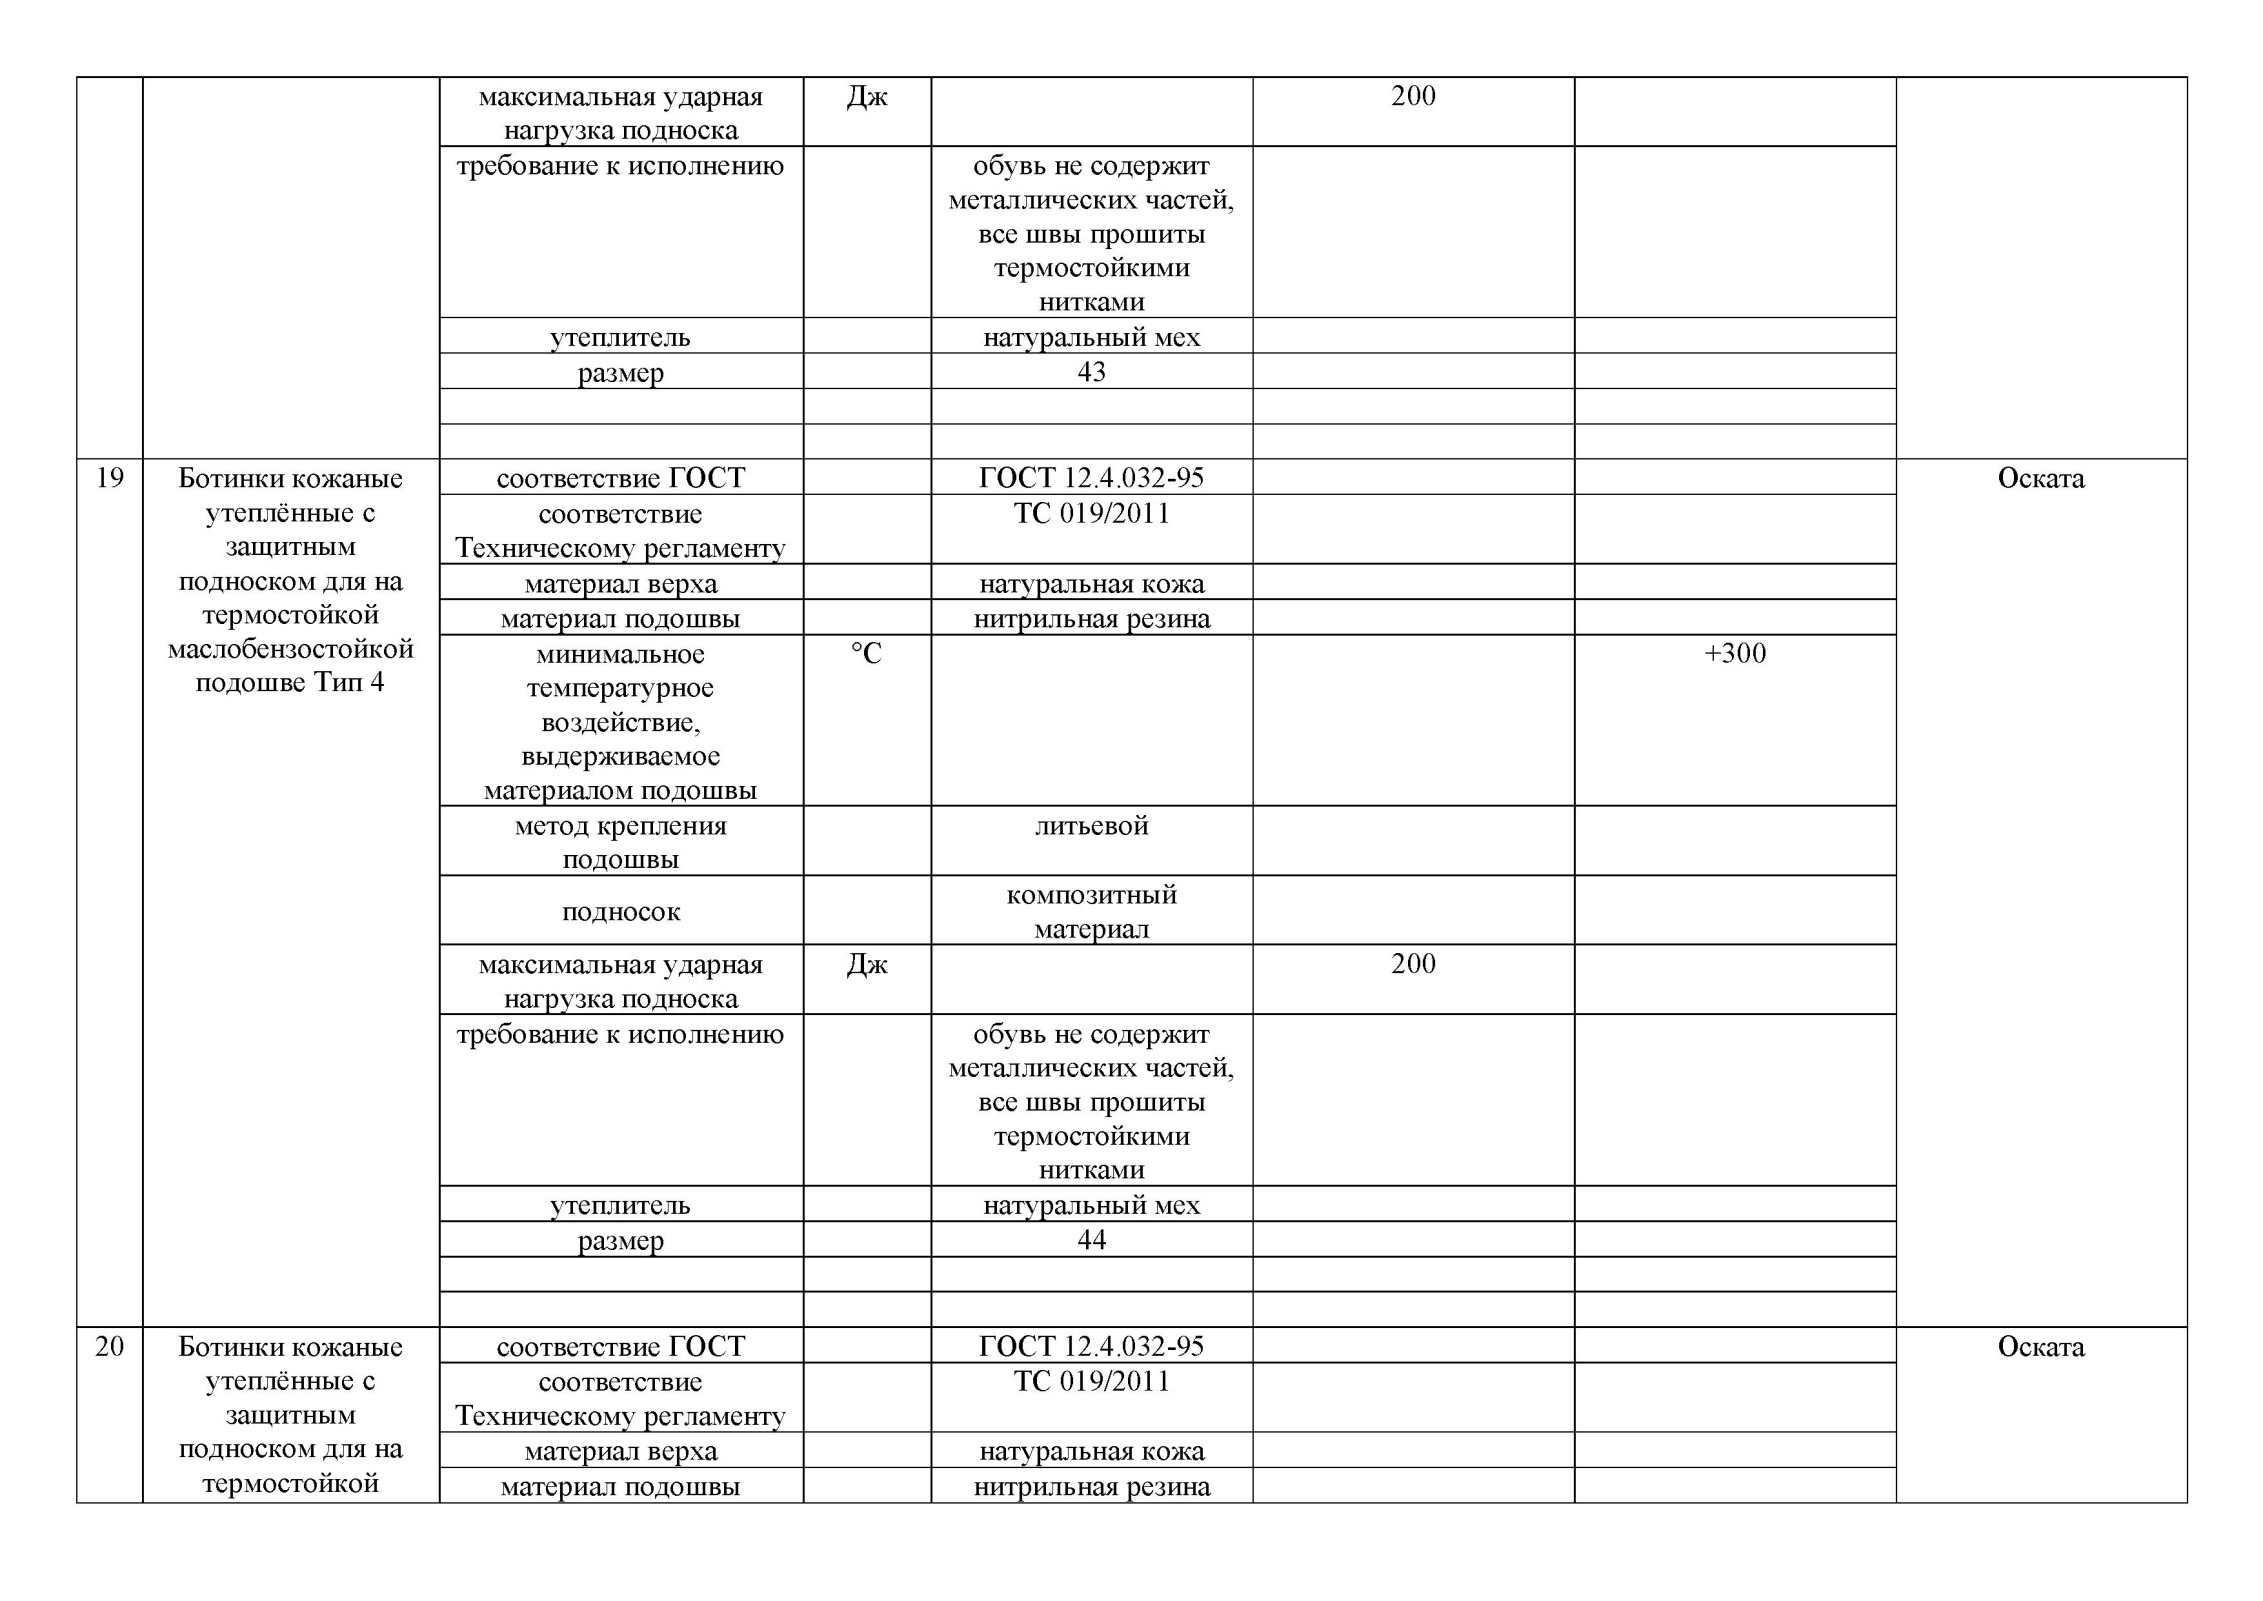 максимальная ударная Дж 200
нагрузка подноска
требование к исполнению обувь не содержит
металлических частей,
все швы прошиты
термостойкими
нитками
утеплитель натуральный мех
размер 43
19 Ботинки кожаные соответствие ГОСТ ГОСТ 12.4.032-95 Оската
утеплённые с соответствие ТС 019/2011
защитным Техническому регламенту
подноском для на материал верха натуральная кожа
термостойкой материал подошвы нитрильная резина
маслобензостойкой минимальное °С +300
подошве Тип 4 температурное
воздействие,
выдерживаемое
материалом подошвы
метод крепления литьевой
подошвы
подносок композитный
материал
максимальная ударная Дж 200
нагрузка подноска
требование к исполнению обувь не содержит
металлических частей,
все швы прошиты
термостойкими
нитками
утеплитель натуральный мех
размер 44
20 Ботинки кожаные соответствие ГОСТ ГОСТ 12.4.032-95 Оската
утеплённые с соответствие ТС 019/2011
защитным Техническому регламенту
подноском для на материал верха натуральная кожа
термостойкой материал подошвы нитрильная резина